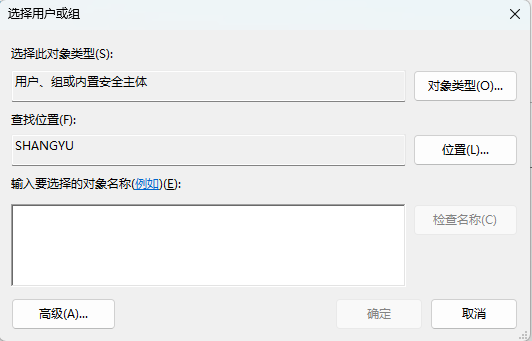 选择用户或组
选择此对象类型(S):
用户、组或内置安全主体
对象类型(O)...
查找位置(F):
SHANGYU
位置(L)...
输入要选择的对象名称(例如)(E):
检查名称(C)
高级(A)...
确定
取消